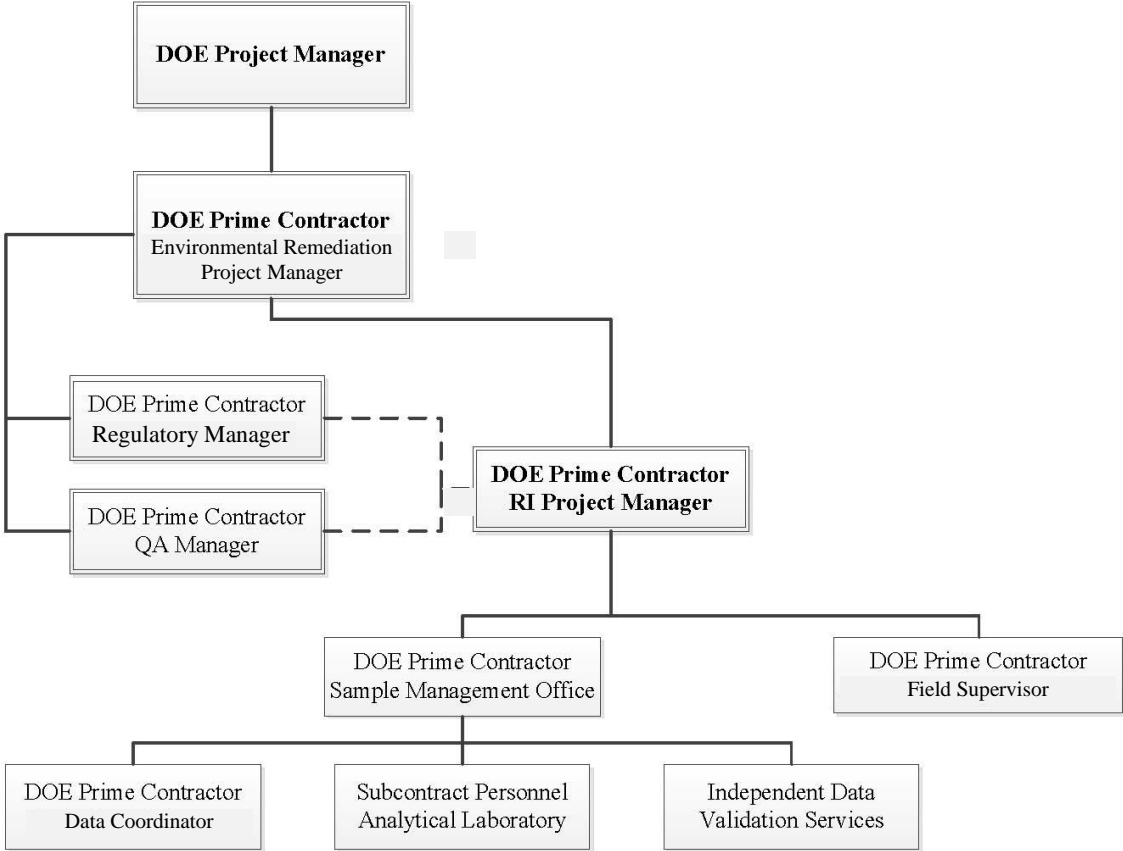 DOE Project Manager
DOE Prime Contractor
Environmental Remediation
Project Manager
DOE Prime Contractor
Regulatory Manager
DOE Prime Contractor
QA Manager
DOE Prime Contractor
RI Project Manager
DOE Prime Contractor
Sample Management Office
DOE Prime Contractor
Field Supervisor
DOE Prime Contractor
Data Coordinator
Subcontract Personnel
Analytical Laboratory
Independent Data
Validation Services